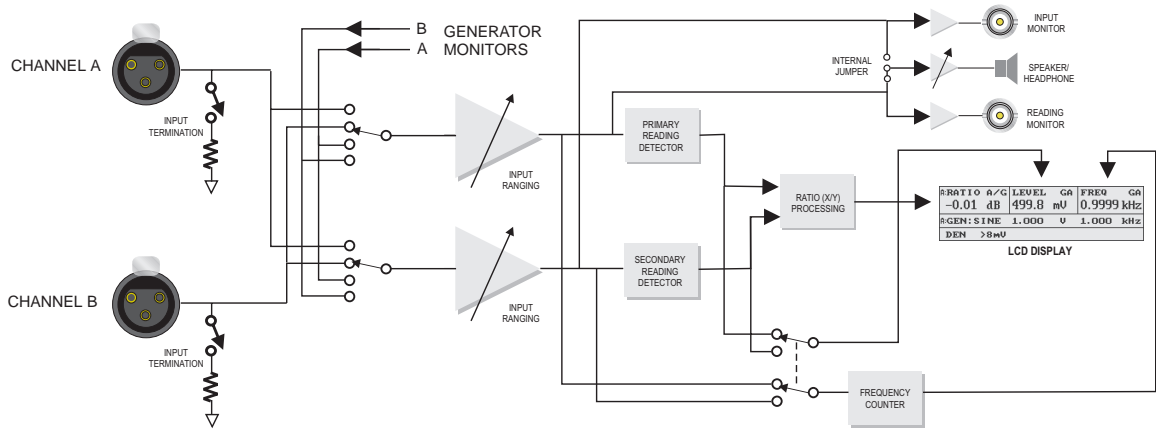 B GENERATOR
A MONITORS
CHANNEL A
INPUT
TERMINATION
INPUT
RANGING
PRIMARY
READING
DETECTOR
INTERNAL
JUMPER
INPUT
MONITOR
SPEAKER/
HEADPHONE
READING
MONITOR
RATIO (X/Y)
PROCESSING
A:RATIO A/G LEVEL GA FREQ GA
-0.01 dB 499.8 mV 0.9999 kHz
A:GEN:SINE 1.000 V 1.000 kHz
DEN >8mV
LCD DISPLAY
CHANNEL B
INPUT
TERMINATION
INPUT
RANGING
SECONDARY
READING
DETECTOR
FREQUENCY
COUNTER